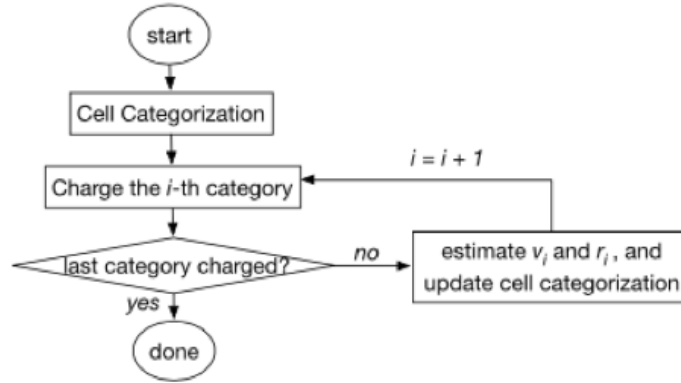 start
Cell Categorization
i = i + 1
Charge the i-th category
last category charged?
no
estimate vᵢ and rᵢ , and
update cell categorization
yes
done